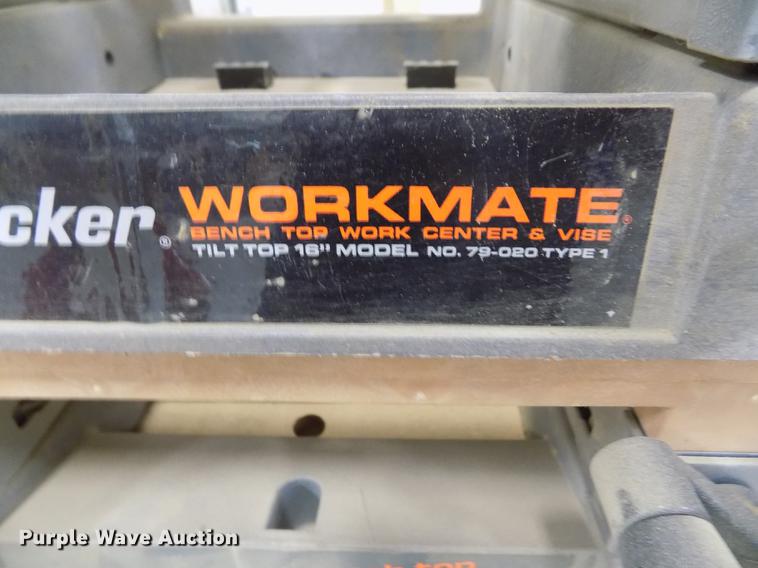 cker®
WORKMATE®
BENCH TOP WORK CENTER & VISE
TILT TOP 16" MODEL NO. 79-020 TYPE 1
Purple Wave Auction